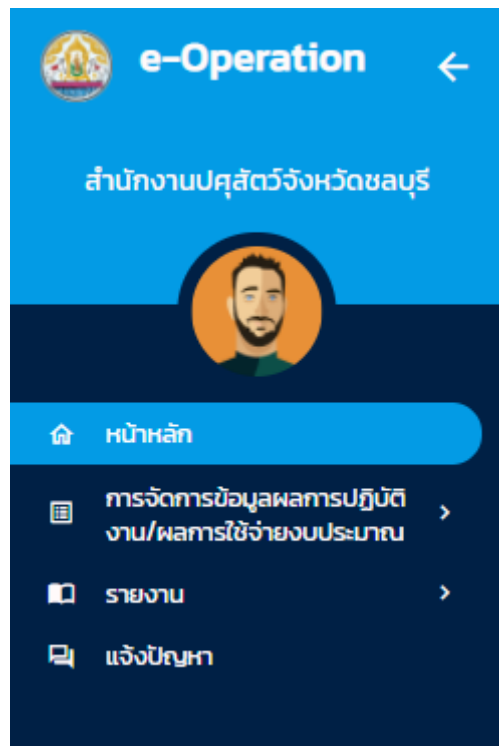 e-Operation
สำนักงานปศุสัตว์จังหวัดชลบุรี
หน้าหลัก
การจัดการข้อมูลผลการปฏิบัติ
งาน/ผลการใช้จ่ายงบประมาณ
รายงาน
แจ้งปัญหา